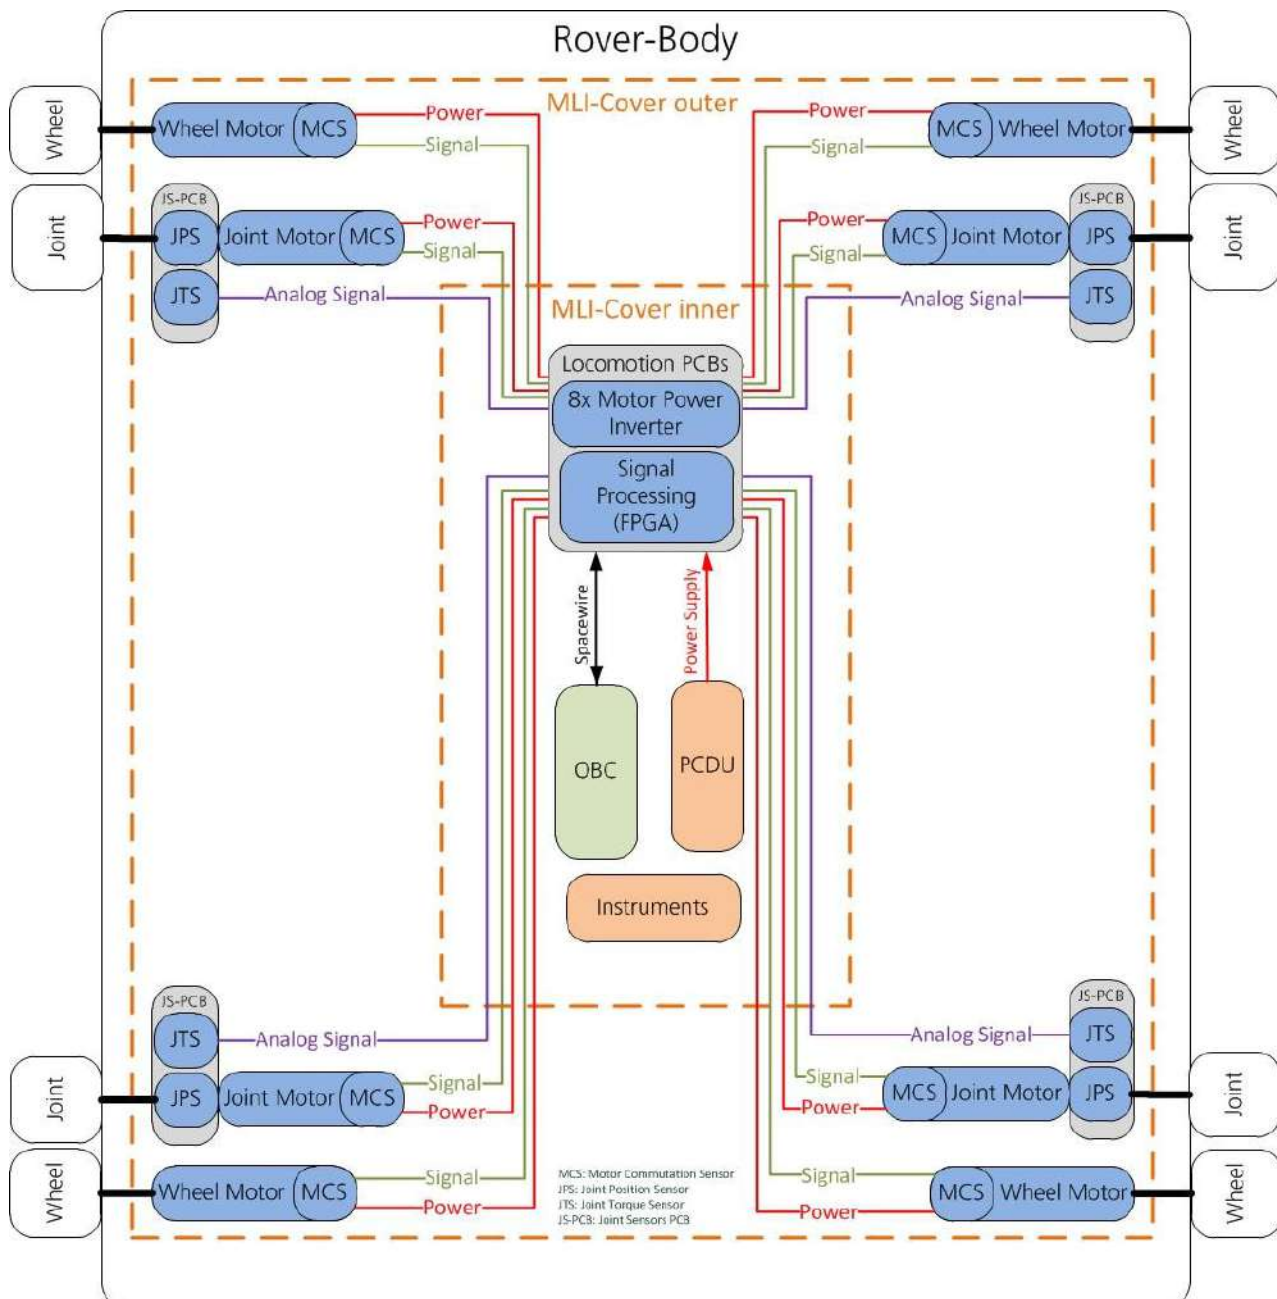 Rover-Body
MLI-Cover outer
Wheel
Wheel Motor
MCS
Power
Signal
Power
Signal
MCS
Wheel Motor
Wheel
Joint
JS-PCB
JPS
Joint Motor
MCS
Power
Signal
JTS
Analog Signal
Power
Signal
MCS
Joint Motor
JS-PCB
JPS
JTS
Analog Signal
Joint
MLI-Cover inner
Locomotion PCBs
8x Motor Power
Inverter
Signal
Processing
(FPGA)
Spacewire
Power Supply
OBC
PCDU
Instruments
JS-PCB
JTS
Analog Signal
Joint
JPS
Joint Motor
MCS
Signal
Power
Analog Signal
JS-PCB
JTS
Signal
Power
MCS
Joint Motor
JPS
Joint
Wheel
Wheel Motor
MCS
Signal
Power
MCS: Motor Commutation Sensor
JPS: Joint Position Sensor
JTS: Joint Torque Sensor
JS-PCB: Joint Sensors PCB
Signal
Power
MCS
Wheel Motor
Wheel